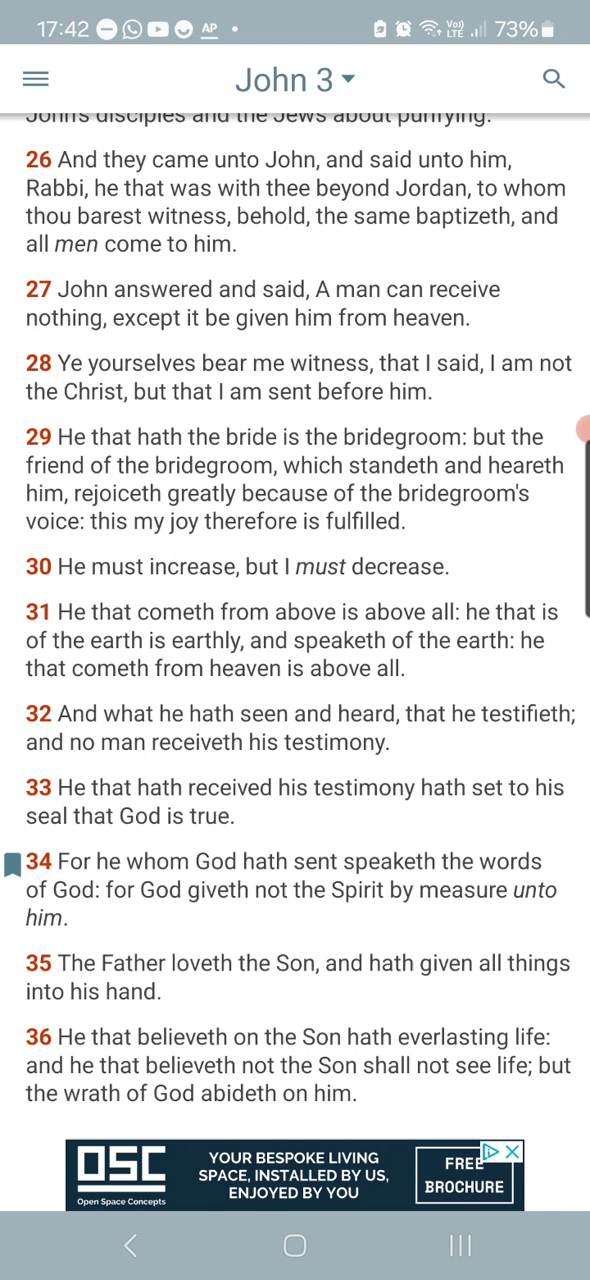 17:42 AP Vo) LTE 73%
John 3
John's disciples and the Jews about purifying.
26 And they came unto John, and said unto him,
Rabbi, he that was with thee beyond Jordan, to whom
thou barest witness, behold, the same baptizeth, and
all men come to him.
27 John answered and said, A man can receive
nothing, except it be given him from heaven.
28 Ye yourselves bear me witness, that I said, I am not
the Christ, but that I am sent before him.
29 He that hath the bride is the bridegroom: but the
friend of the bridegroom, which standeth and heareth
him, rejoiceth greatly because of the bridegroom's
voice: this my joy therefore is fulfilled.
30 He must increase, but I must decrease.
31 He that cometh from above is above all: he that is
of the earth is earthly, and speaketh of the earth: he
that cometh from heaven is above all.
32 And what he hath seen and heard, that he testifieth;
and no man receiveth his testimony.
33 He that hath received his testimony hath set to his
seal that God is true.
34 For he whom God hath sent speaketh the words
of God: for God giveth not the Spirit by measure unto
him.
35 The Father loveth the Son, and hath given all things
into his hand.
36 He that believeth on the Son hath everlasting life:
and he that believeth not the Son shall not see life; but
the wrath of God abideth on him.
OSC
Open Space Concepts
YOUR BESPOKE LIVING
SPACE, INSTALLED BY US,
ENJOYED BY YOU
FREE
BROCHURE